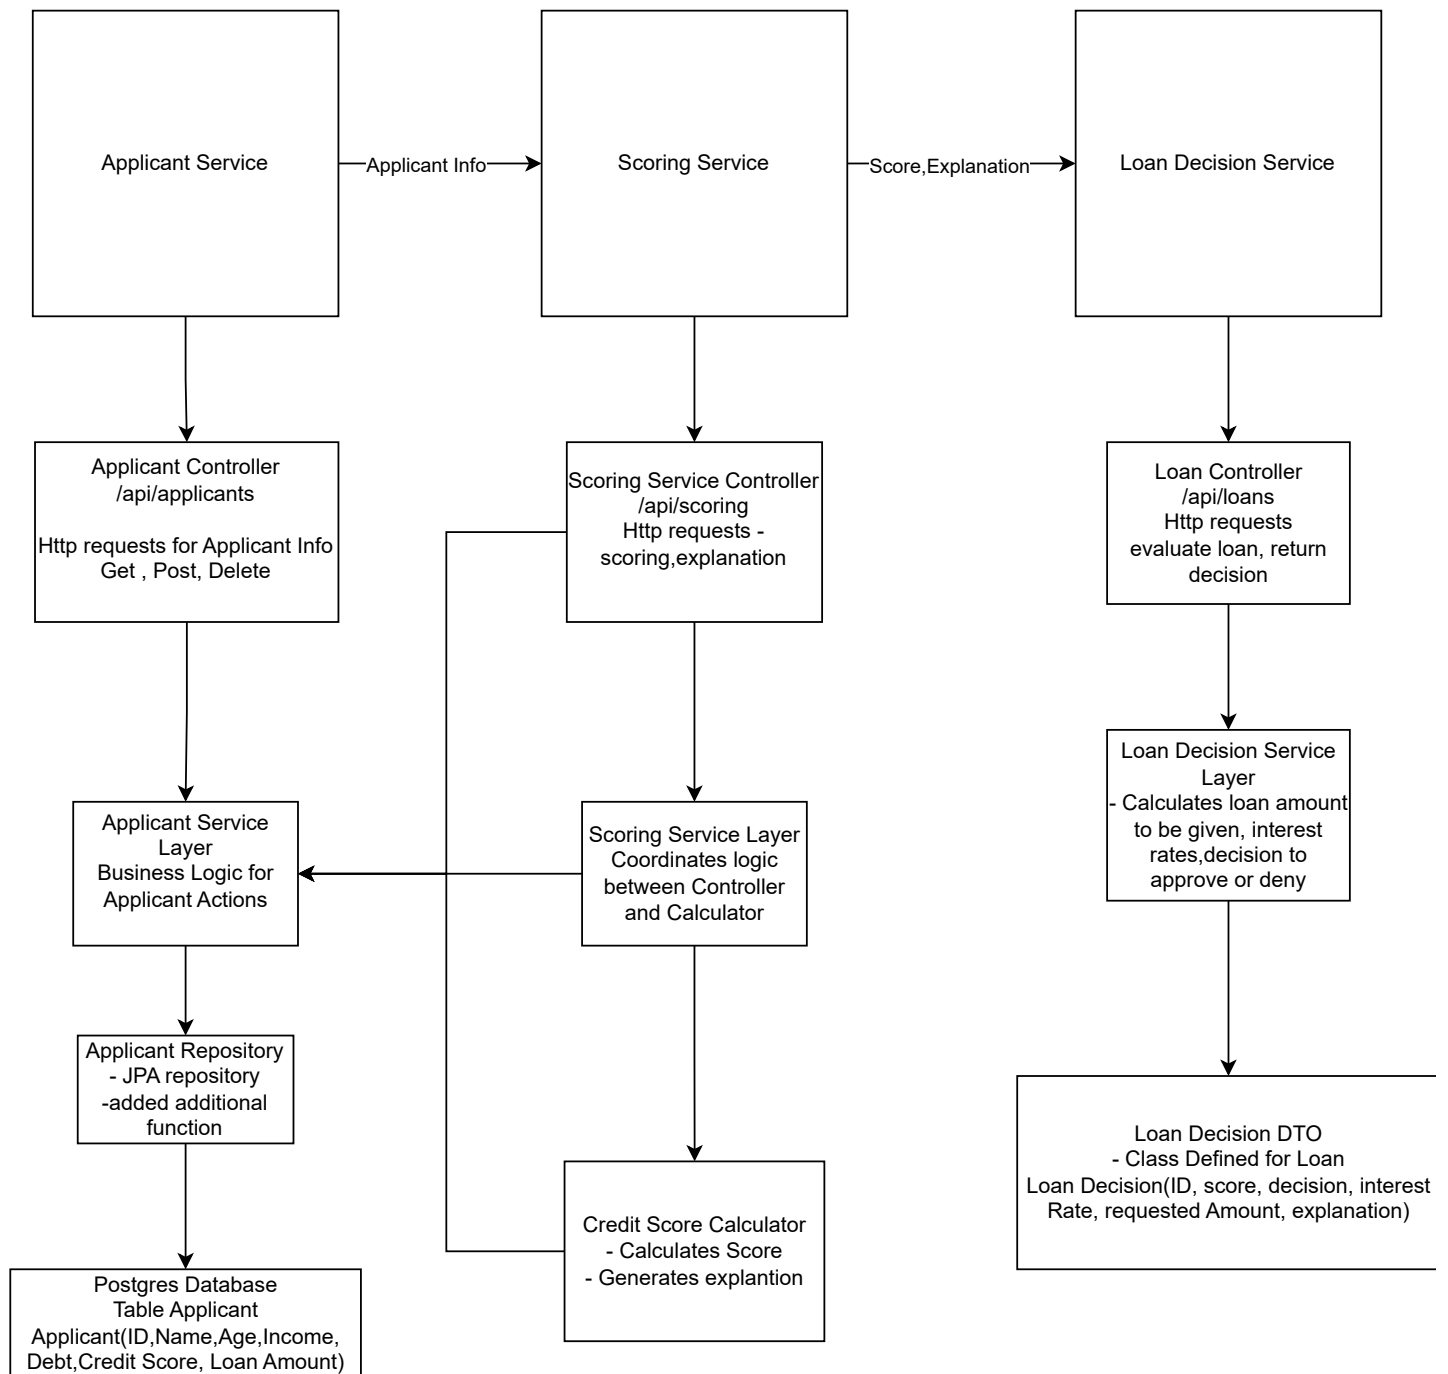 Applicant Service
Applicant Info
Scoring Service
Score,Explanation
Loan Decision Service
Applicant Controller
/api/applicants
Http requests for Applicant Info
Get , Post, Delete
Scoring Service Controller
/api/scoring
Http requests -
scoring,explanation
Loan Controller
/api/loans
Http requests
evaluate loan, return
decision
Applicant Service
Layer
Business Logic for
Applicant Actions
Scoring Service Layer
Coordinates logic
between Controller
and Calculator
Loan Decision Service
Layer
- Calculates loan amount
to be given, interest
rates,decision to
approve or deny
Applicant Repository
- JPA repository
-added additional
function
Credit Score Calculator
- Calculates Score
- Generates explantion
Loan Decision DTO
- Class Defined for Loan
Loan Decision(ID, score, decision, interest
Rate, requested Amount, explanation)
Postgres Database
Table Applicant
Applicant(ID,Name,Age,Income,
Debt,Credit Score, Loan Amount)